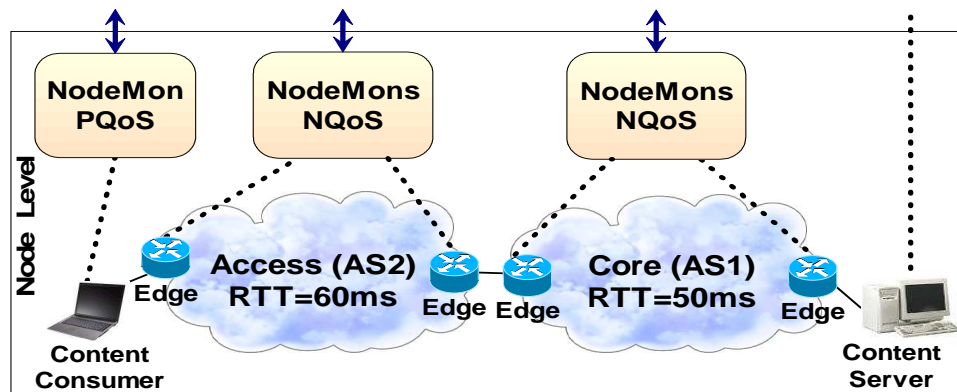 NodeMon
PQoS
NodeMons
NQoS
NodeMons
NQoS
Node Level
Access (AS2)
RTT=60ms
Core (AS1)
RTT=50ms
Edge
Edge
Edge
Edge
Content
Consumer
Content
Server